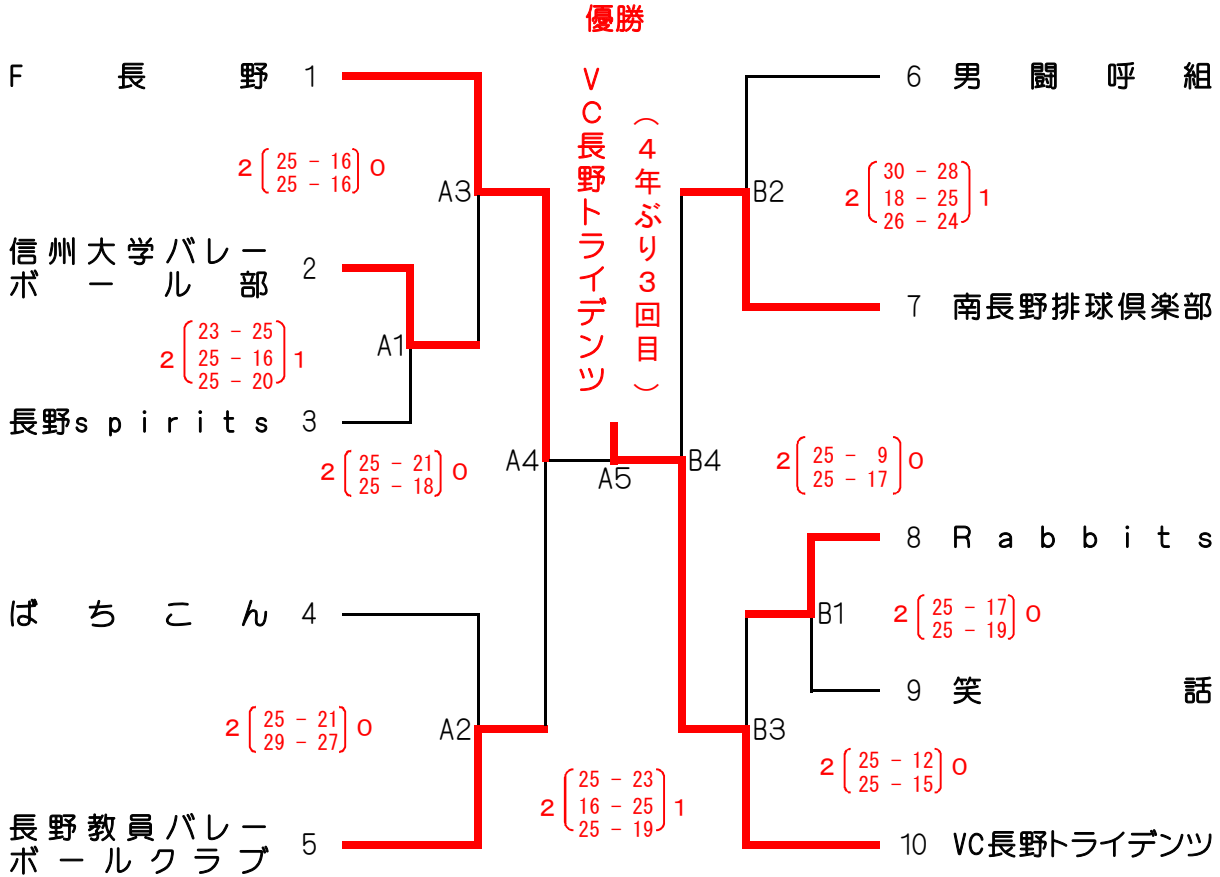 優勝
VC長野トライデンツ
(4年ぶり3回目)
F長野 1
2 25 - 16 0
25 - 16
A3
信州大学バレー
ボール部 2
23 - 25
2 25 - 16 1
25 - 20
A1
長野spirits 3
2 25 - 21 0
25 - 18
A4
A5
ばちこん 4
2 25 - 21 0
29 - 27
A2
長野教員バレー
ボールクラブ 5
25 - 23
2 16 - 25 1
25 - 19
6 男闘呼組
B2
30 - 28
2 18 - 25 1
26 - 24
7 南長野排球倶楽部
B4
2 25 - 9 0
25 - 17
8 Rabbits
B1
2 25 - 17 0
25 - 19
9 笑話
B3
2 25 - 12 0
25 - 15
10 VC長野トライデンツ